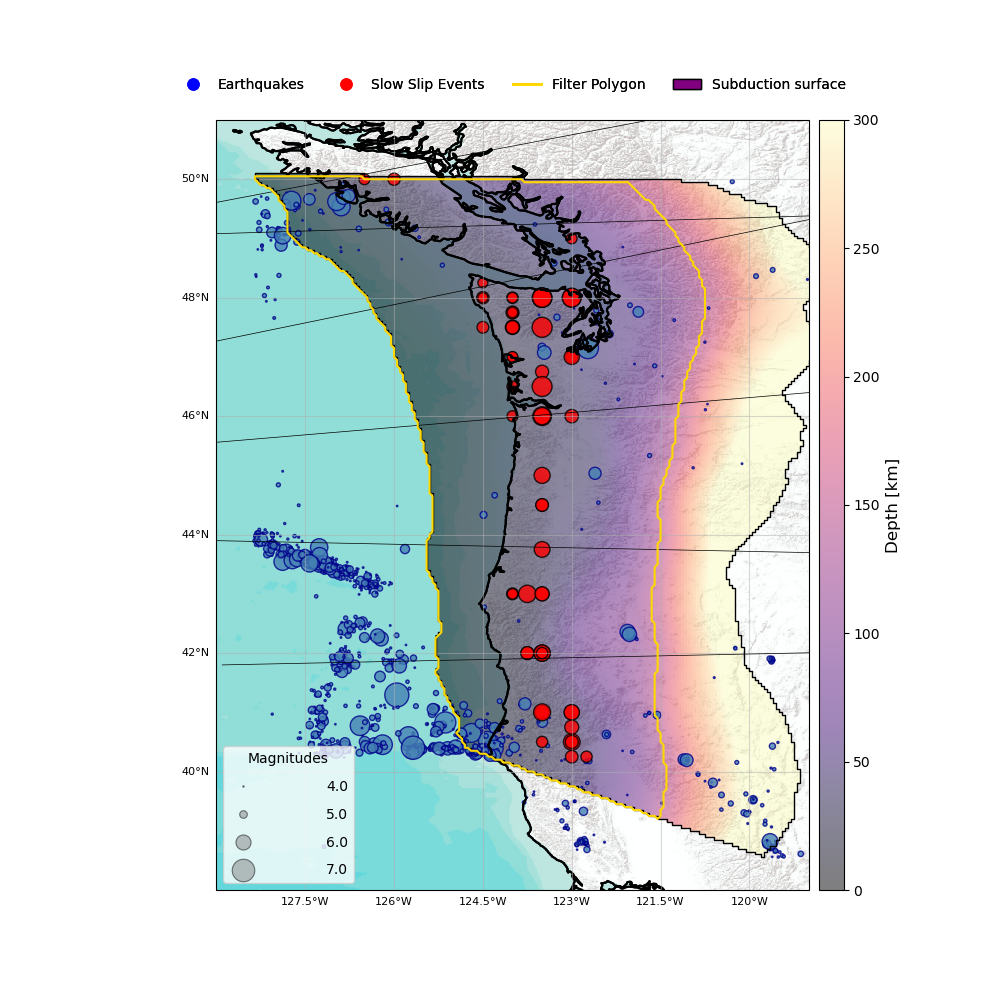 Earthquakes Slow Slip Events Filter Polygon Subduction surface
50°N
48°N
46°N
44°N
42°N
40°N
127.5°W 126°W 124.5°W 123°W 121.5°W 120°W
Magnitudes
4.0
5.0
6.0
7.0
300
250
200
150
100
50
0
Depth [km]